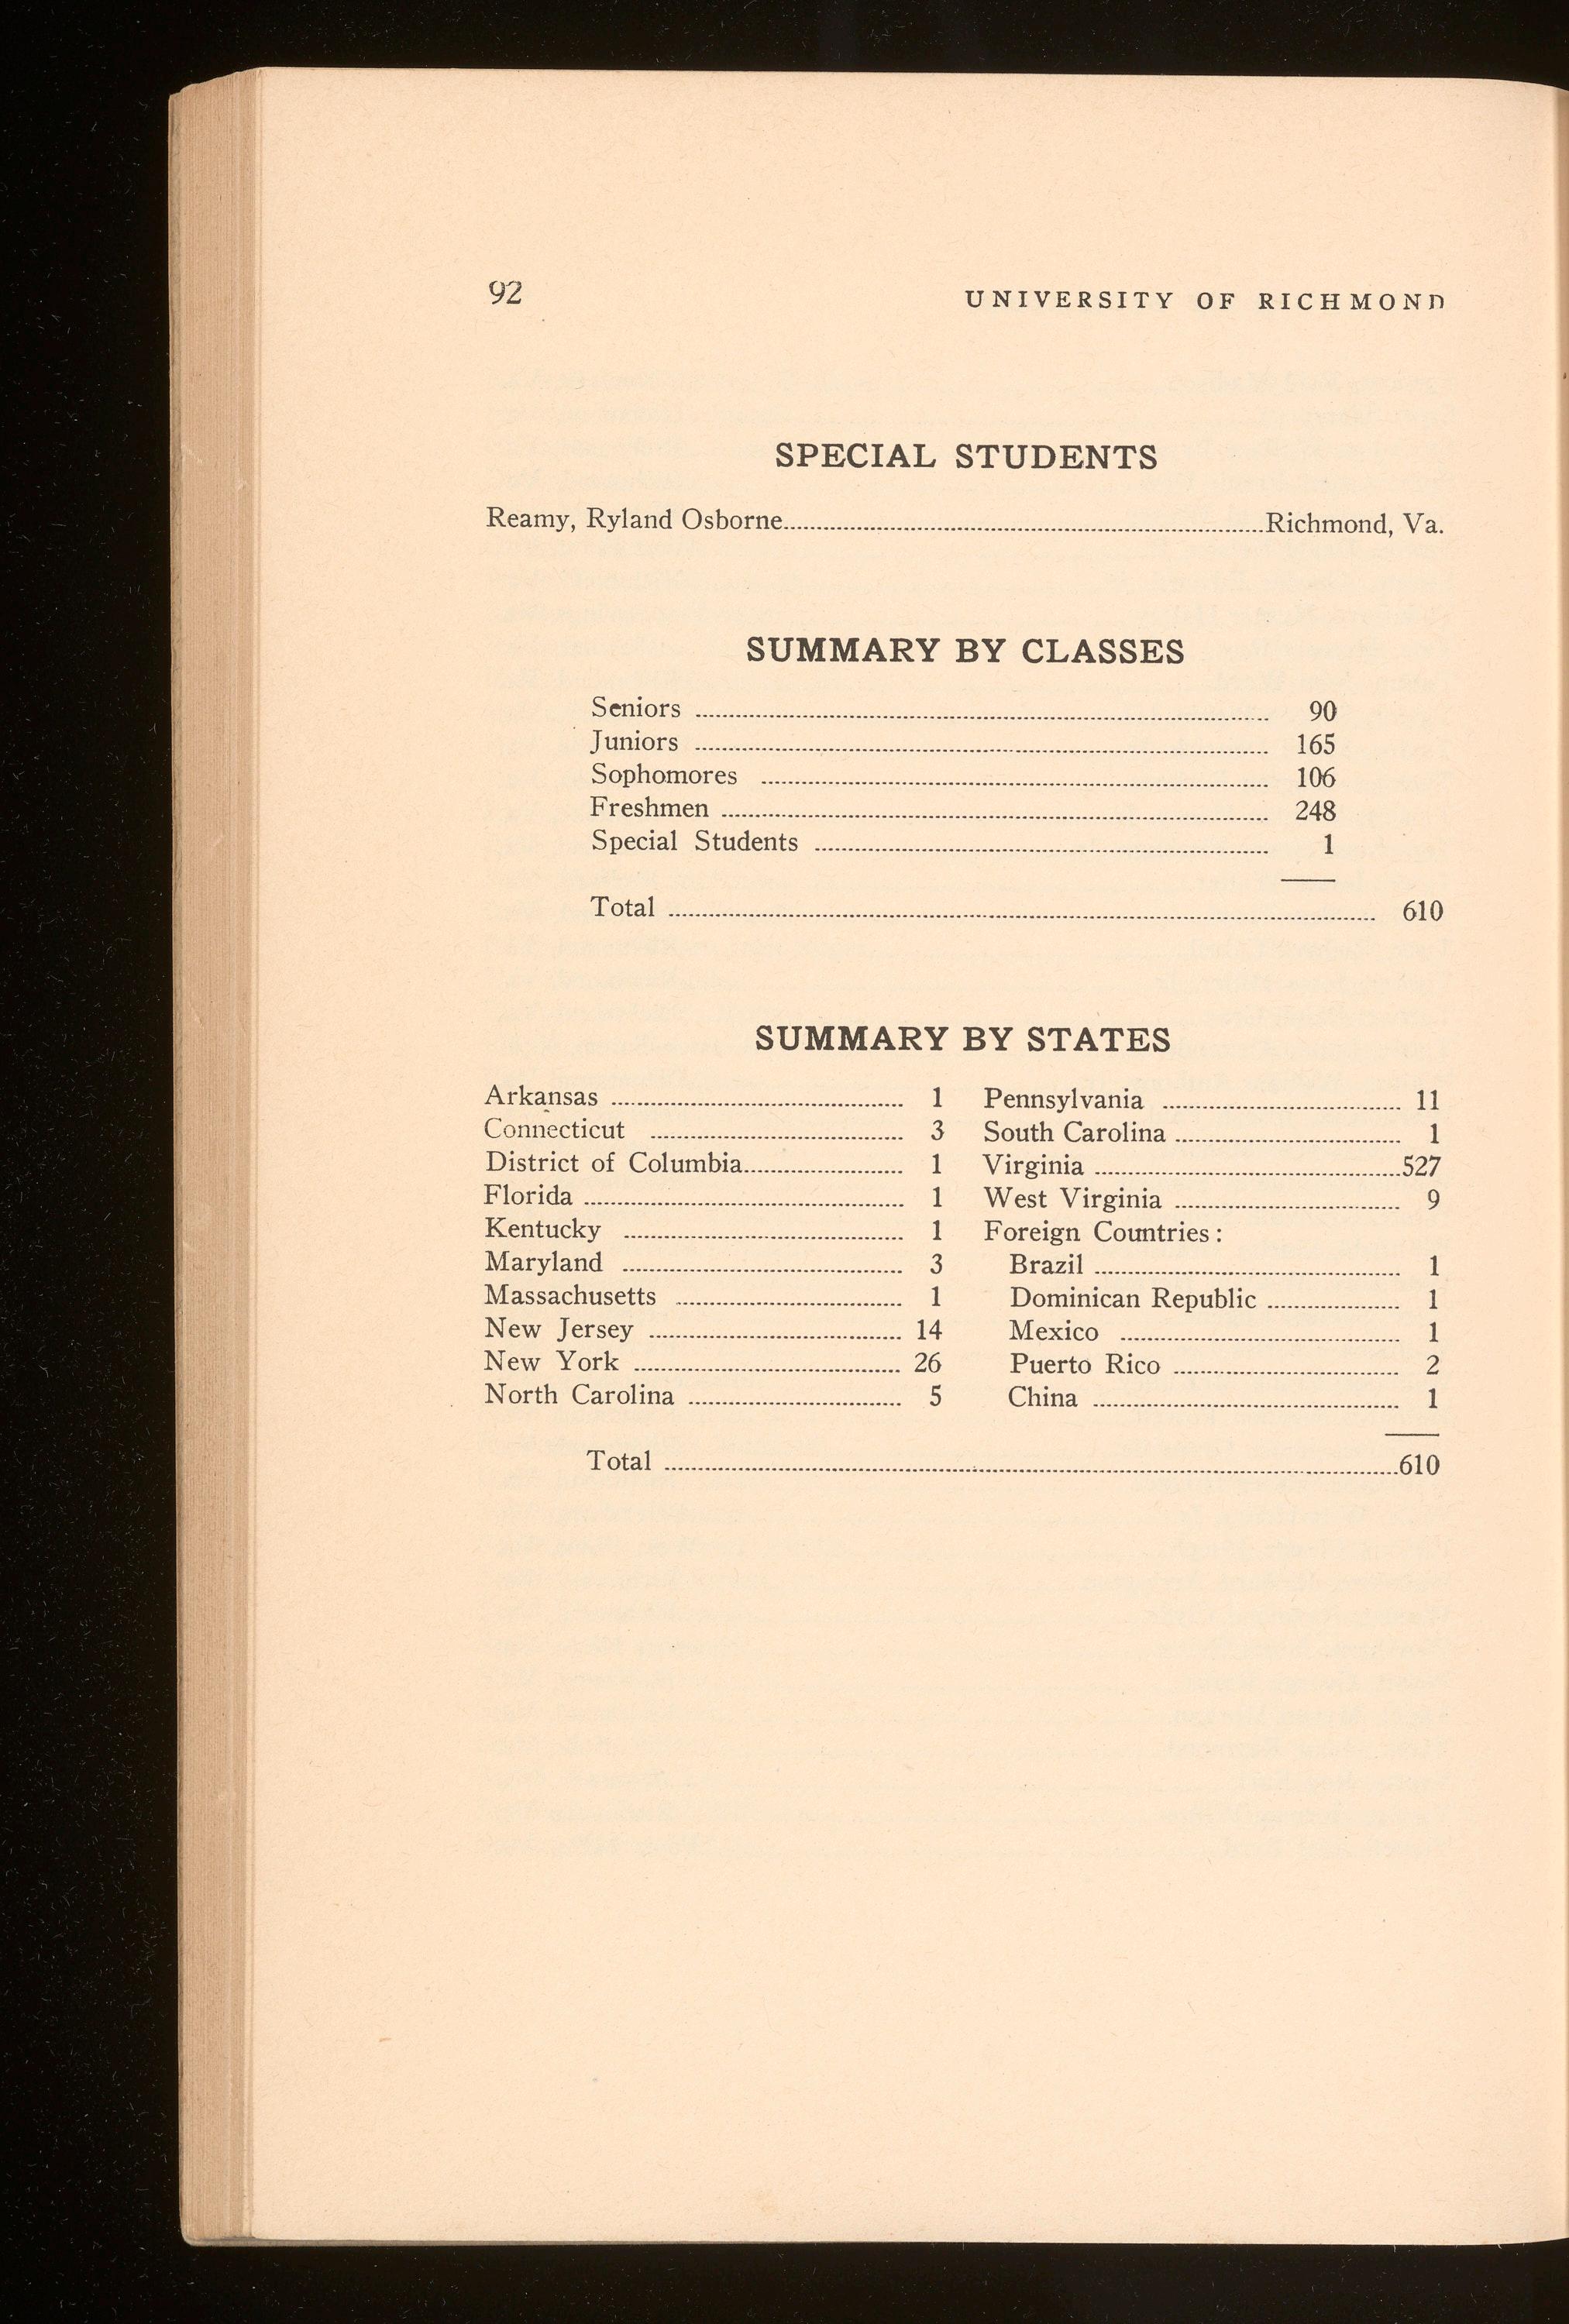 92 UNIVERSITY OF RICHMOND
SPECIAL STUDENTS
Reamy, Ryland Osborne Richmond, Va.
SUMMARY BY CLASSES
Seniors 90
Juniors 165
Sophomores 106
Freshmen 248
Special Students 1
Total 610
SUMMARY BY STATES
Arkansas 1
Connecticut 3
District of Columbia 1
Florida 1
Kentucky 1
Maryland 3
Massachusetts 1
New Jersey 14
New York 26
North Carolina 5
Pennsylvania 11
South Carolina 1
Virginia 527
West Virginia 9
Foreign Countries:
Brazil 1
Dominican Republic 1
Mexico 1
Puerto Rico 2
China 1
Total 610